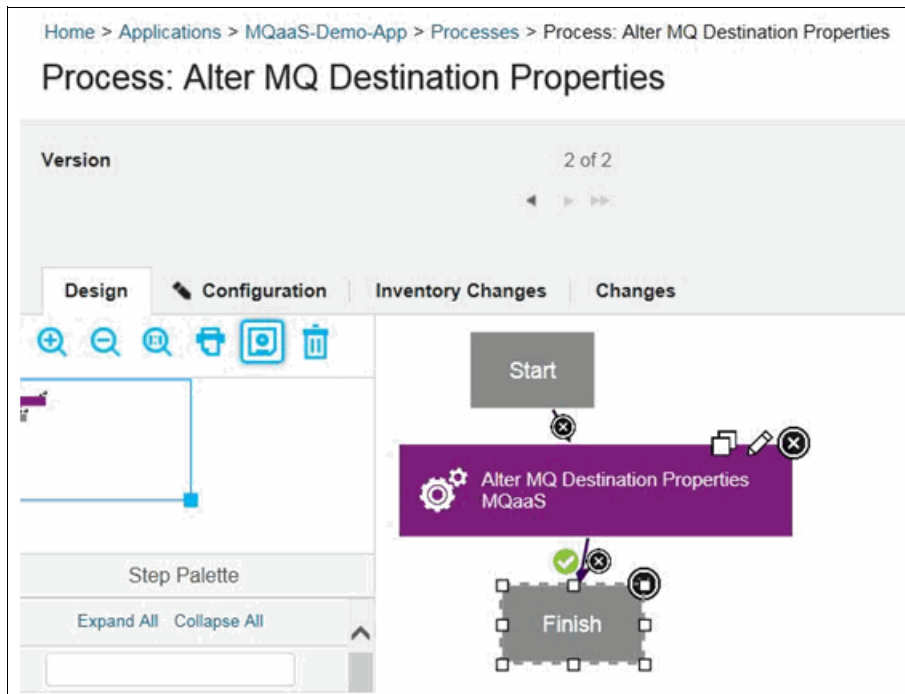 Home > Applications > MQaaS-Demo-App > Processes > Process: Alter MQ Destination Properties
Process: Alter MQ Destination Properties
Version 2 of 2
Design Configuration Inventory Changes Changes
Start
Alter MQ Destination Properties
MQaaS
Step Palette
Expand All Collapse All
Finish